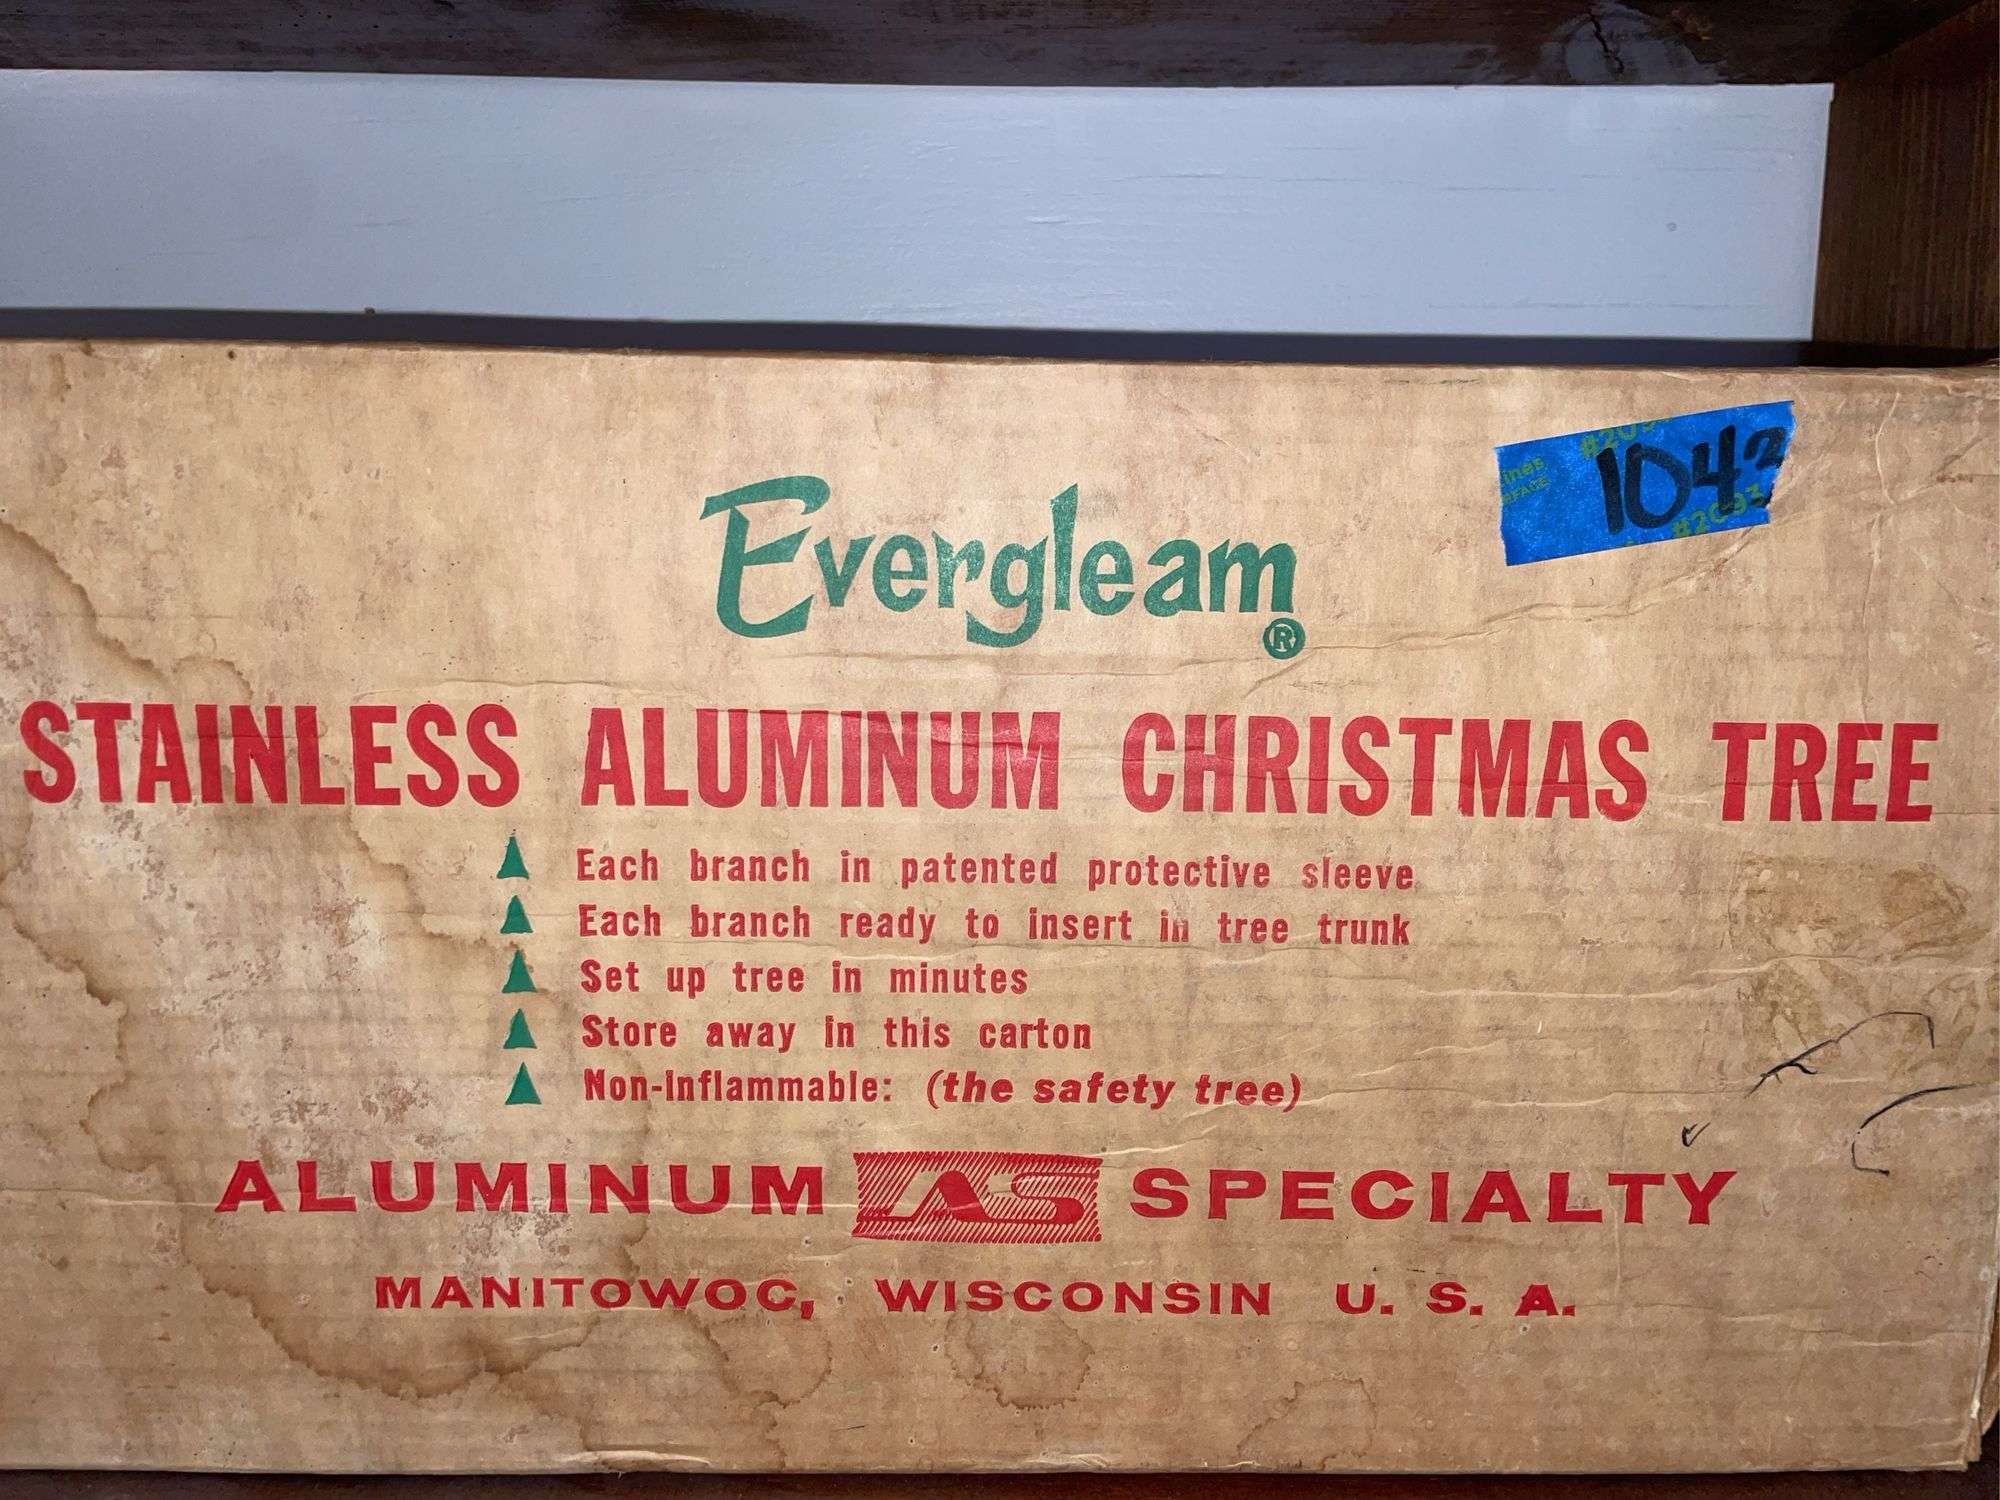 Evergleam®
1042
#2093
STAINLESS ALUMINUM CHRISTMAS TREE
Each branch in patented protective sleeve
Each branch ready to insert in tree trunk
Set up tree in minutes
Store away in this carton
Non-inflammable: (the safety tree)
ALUMINUM AS SPECIALTY
MANITOWOC, WISCONSIN U. S. A.